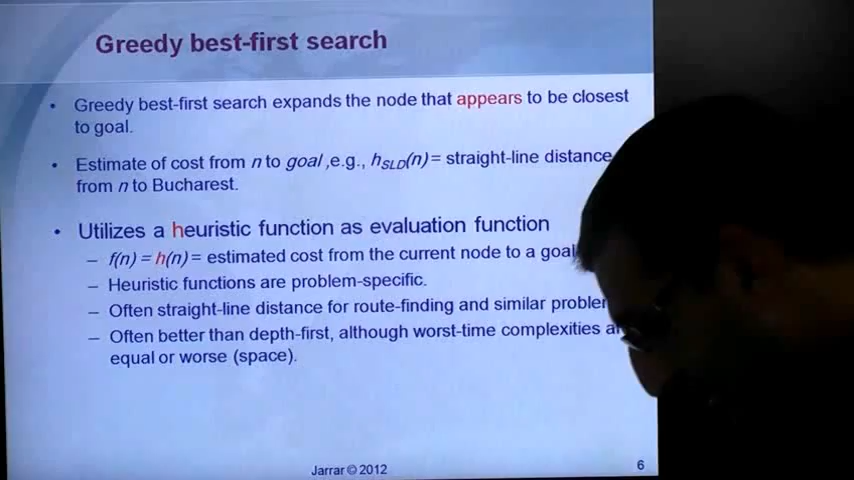 Greedy best-first search
• Greedy best-first search expands the node that appears to be closest
to goal.
• Estimate of cost from n to goal ,e.g., hSLD(n) = straight-line distance
from n to Bucharest.
• Utilizes a heuristic function as evaluation function
– f(n) = h(n) = estimated cost from the current node to a goal
– Heuristic functions are problem-specific.
– Often straight-line distance for route-finding and similar
– Often better than depth-first, although worst-time complexities
equal or worse (space).
Jarrar © 2012
6